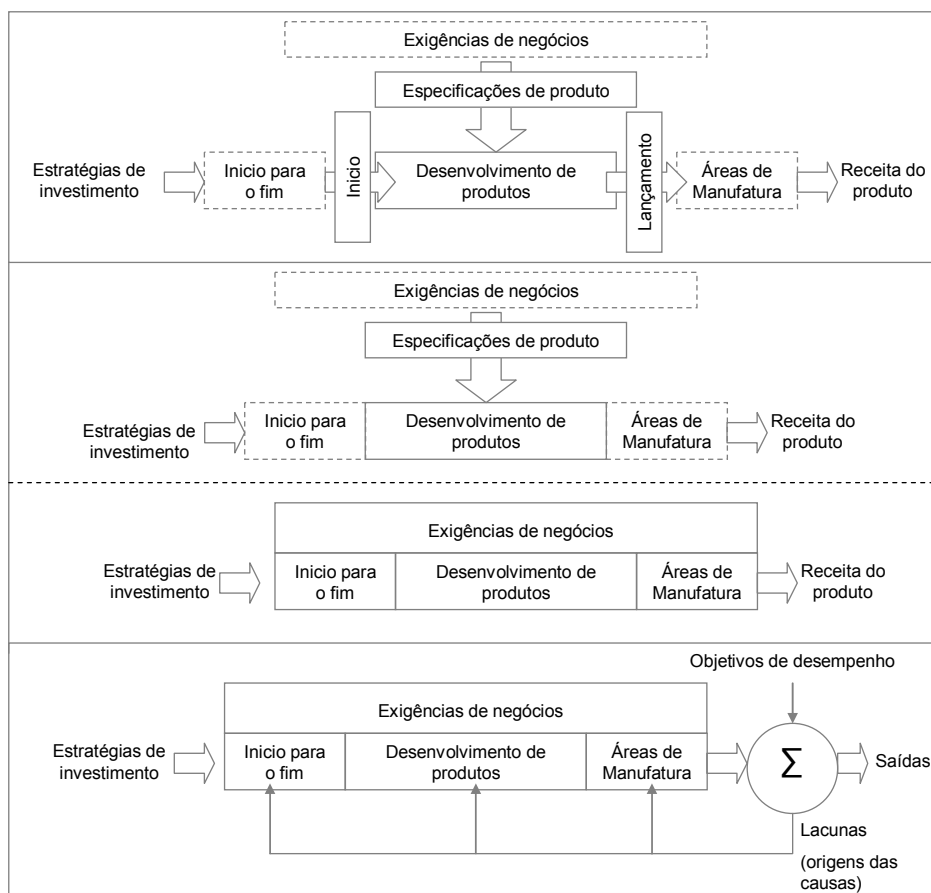 Exigências de negócios
Especificações de produto
Estratégias de
investimento
Inicio para
o fim
Inicio
Desenvolvimento de
produtos
Lançamento
Áreas de
Manufatura
Receita do
produto
Exigências de negócios
Especificações de produto
Estratégias de
investimento
Inicio para
o fim
Desenvolvimento de
produtos
Áreas de
Manufatura
Receita do
produto
Exigências de negócios
Estratégias de
investimento
Inicio para
o fim
Desenvolvimento de
produtos
Áreas de
Manufatura
Receita do
produto
Objetivos de desempenho
Exigências de negócios
Estratégias de
investimento
Inicio para
o fim
Desenvolvimento de
produtos
Áreas de
Manufatura
Σ
Saídas
Lacunas
(origens das
causas)